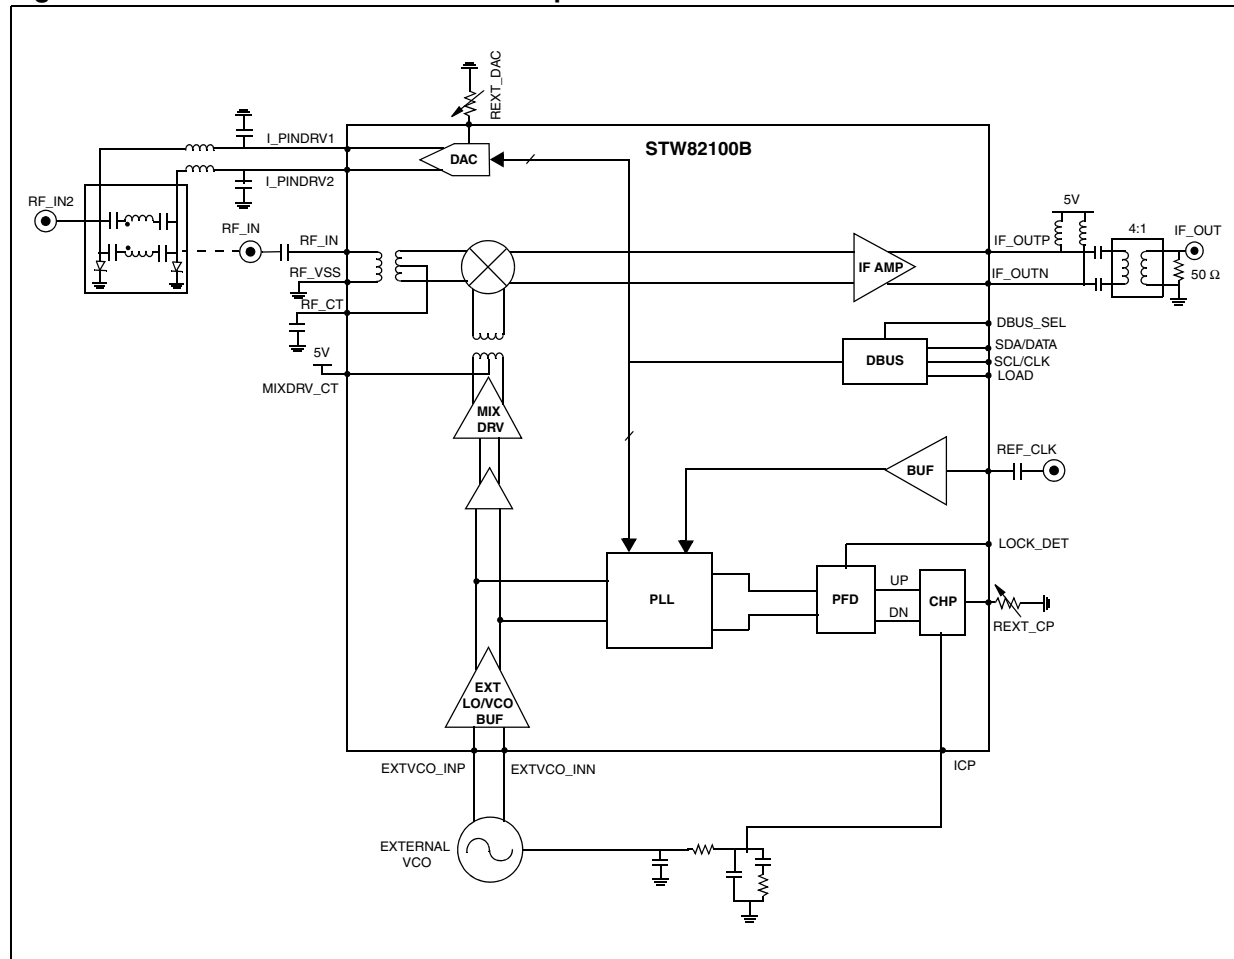 REXT_DAC
I_PINDRV1
STW82100B
DAC
I_PINDRV2
RF_IN2
5V
RF_IN
RF_IN
4:1
IF_OUT
IF_OUTP
IF AMP
RF_VSS
IF_OUTN
50 Ω
RF_CT
DBUS_SEL
SDA/DATA
5V
DBUS
SCL/CLK
LOAD
MIXDRV_CT
MIX
DRV
REF_CLK
BUF
LOCK_DET
UP
PLL
PFD
CHP
DN
REXT_CP
EXT
LO/VCO
BUF
EXTVCO_INP
EXTVCO_INN
ICP
EXTERNAL
VCO